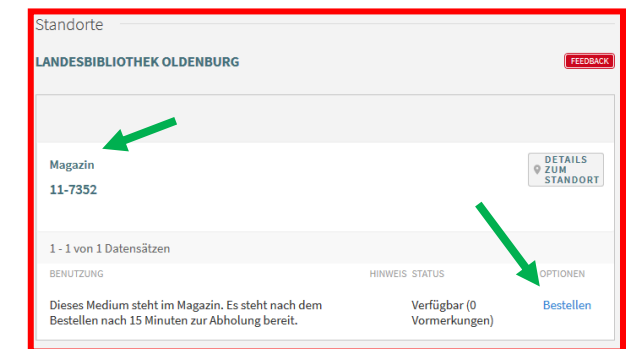 Standorte
LANDESBIBLIOTHEK OLDENBURG
FEEDBACK
Magazin
11-7352
DETAILS
ZUM
STANDORT
1 - 1 von 1 Datensätzen
BENUTZUNG HINWEIS STATUS OPTIONEN
Dieses Medium steht im Magazin. Es steht nach dem Verfügbar (0 Bestellen
Bestellen nach 15 Minuten zur Abholung bereit. Vormerkungen)